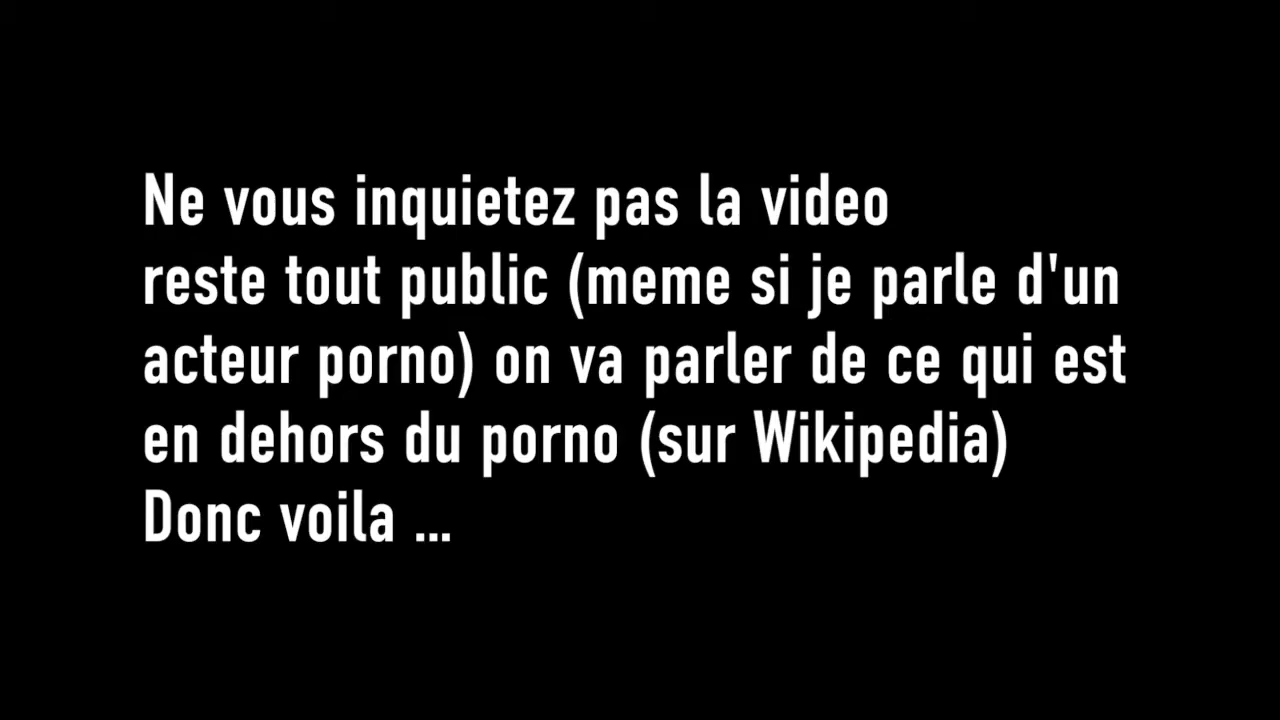 Ne vous inquietez pas la video
reste tout public (meme si je parle d'un
acteur porno) on va parler de ce qui est
en dehors du porno (sur Wikipedia)
Donc voila ...